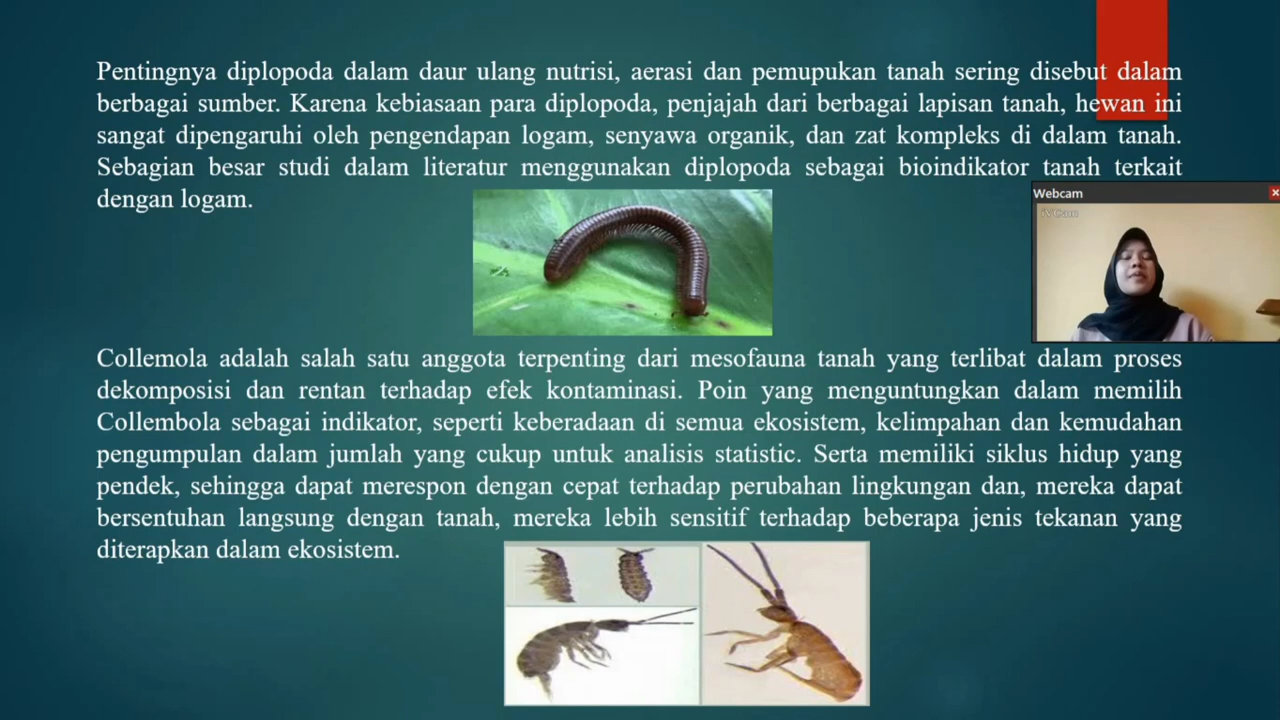 Pentingnya diplopoda dalam daur ulang nutrisi, aerasi dan pemupukan tanah sering disebut dalam
berbagai sumber. Karena kebiasaan para diplopoda, penjajah dari berbagai lapisan tanah, hewan ini
sangat dipengaruhi oleh pengendapan logam, senyawa organik, dan zat kompleks di dalam tanah.
Sebagian besar studi dalam literatur menggunakan diplopoda sebagai bioindikator tanah terkait
dengan logam.
Webcam
iVCam
Collemola adalah salah satu anggota terpenting dari mesofauna tanah yang terlibat dalam proses
dekomposisi dan rentan terhadap efek kontaminasi. Poin yang menguntungkan dalam memilih
Collembola sebagai indikator, seperti keberadaan di semua ekosistem, kelimpahan dan kemudahan
pengumpulan dalam jumlah yang cukup untuk analisis statistic. Serta memiliki siklus hidup yang
pendek, sehingga dapat merespon dengan cepat terhadap perubahan lingkungan dan, mereka dapat
bersentuhan langsung dengan tanah, mereka lebih sensitif terhadap beberapa jenis tekanan yang
diterapkan dalam ekosistem.